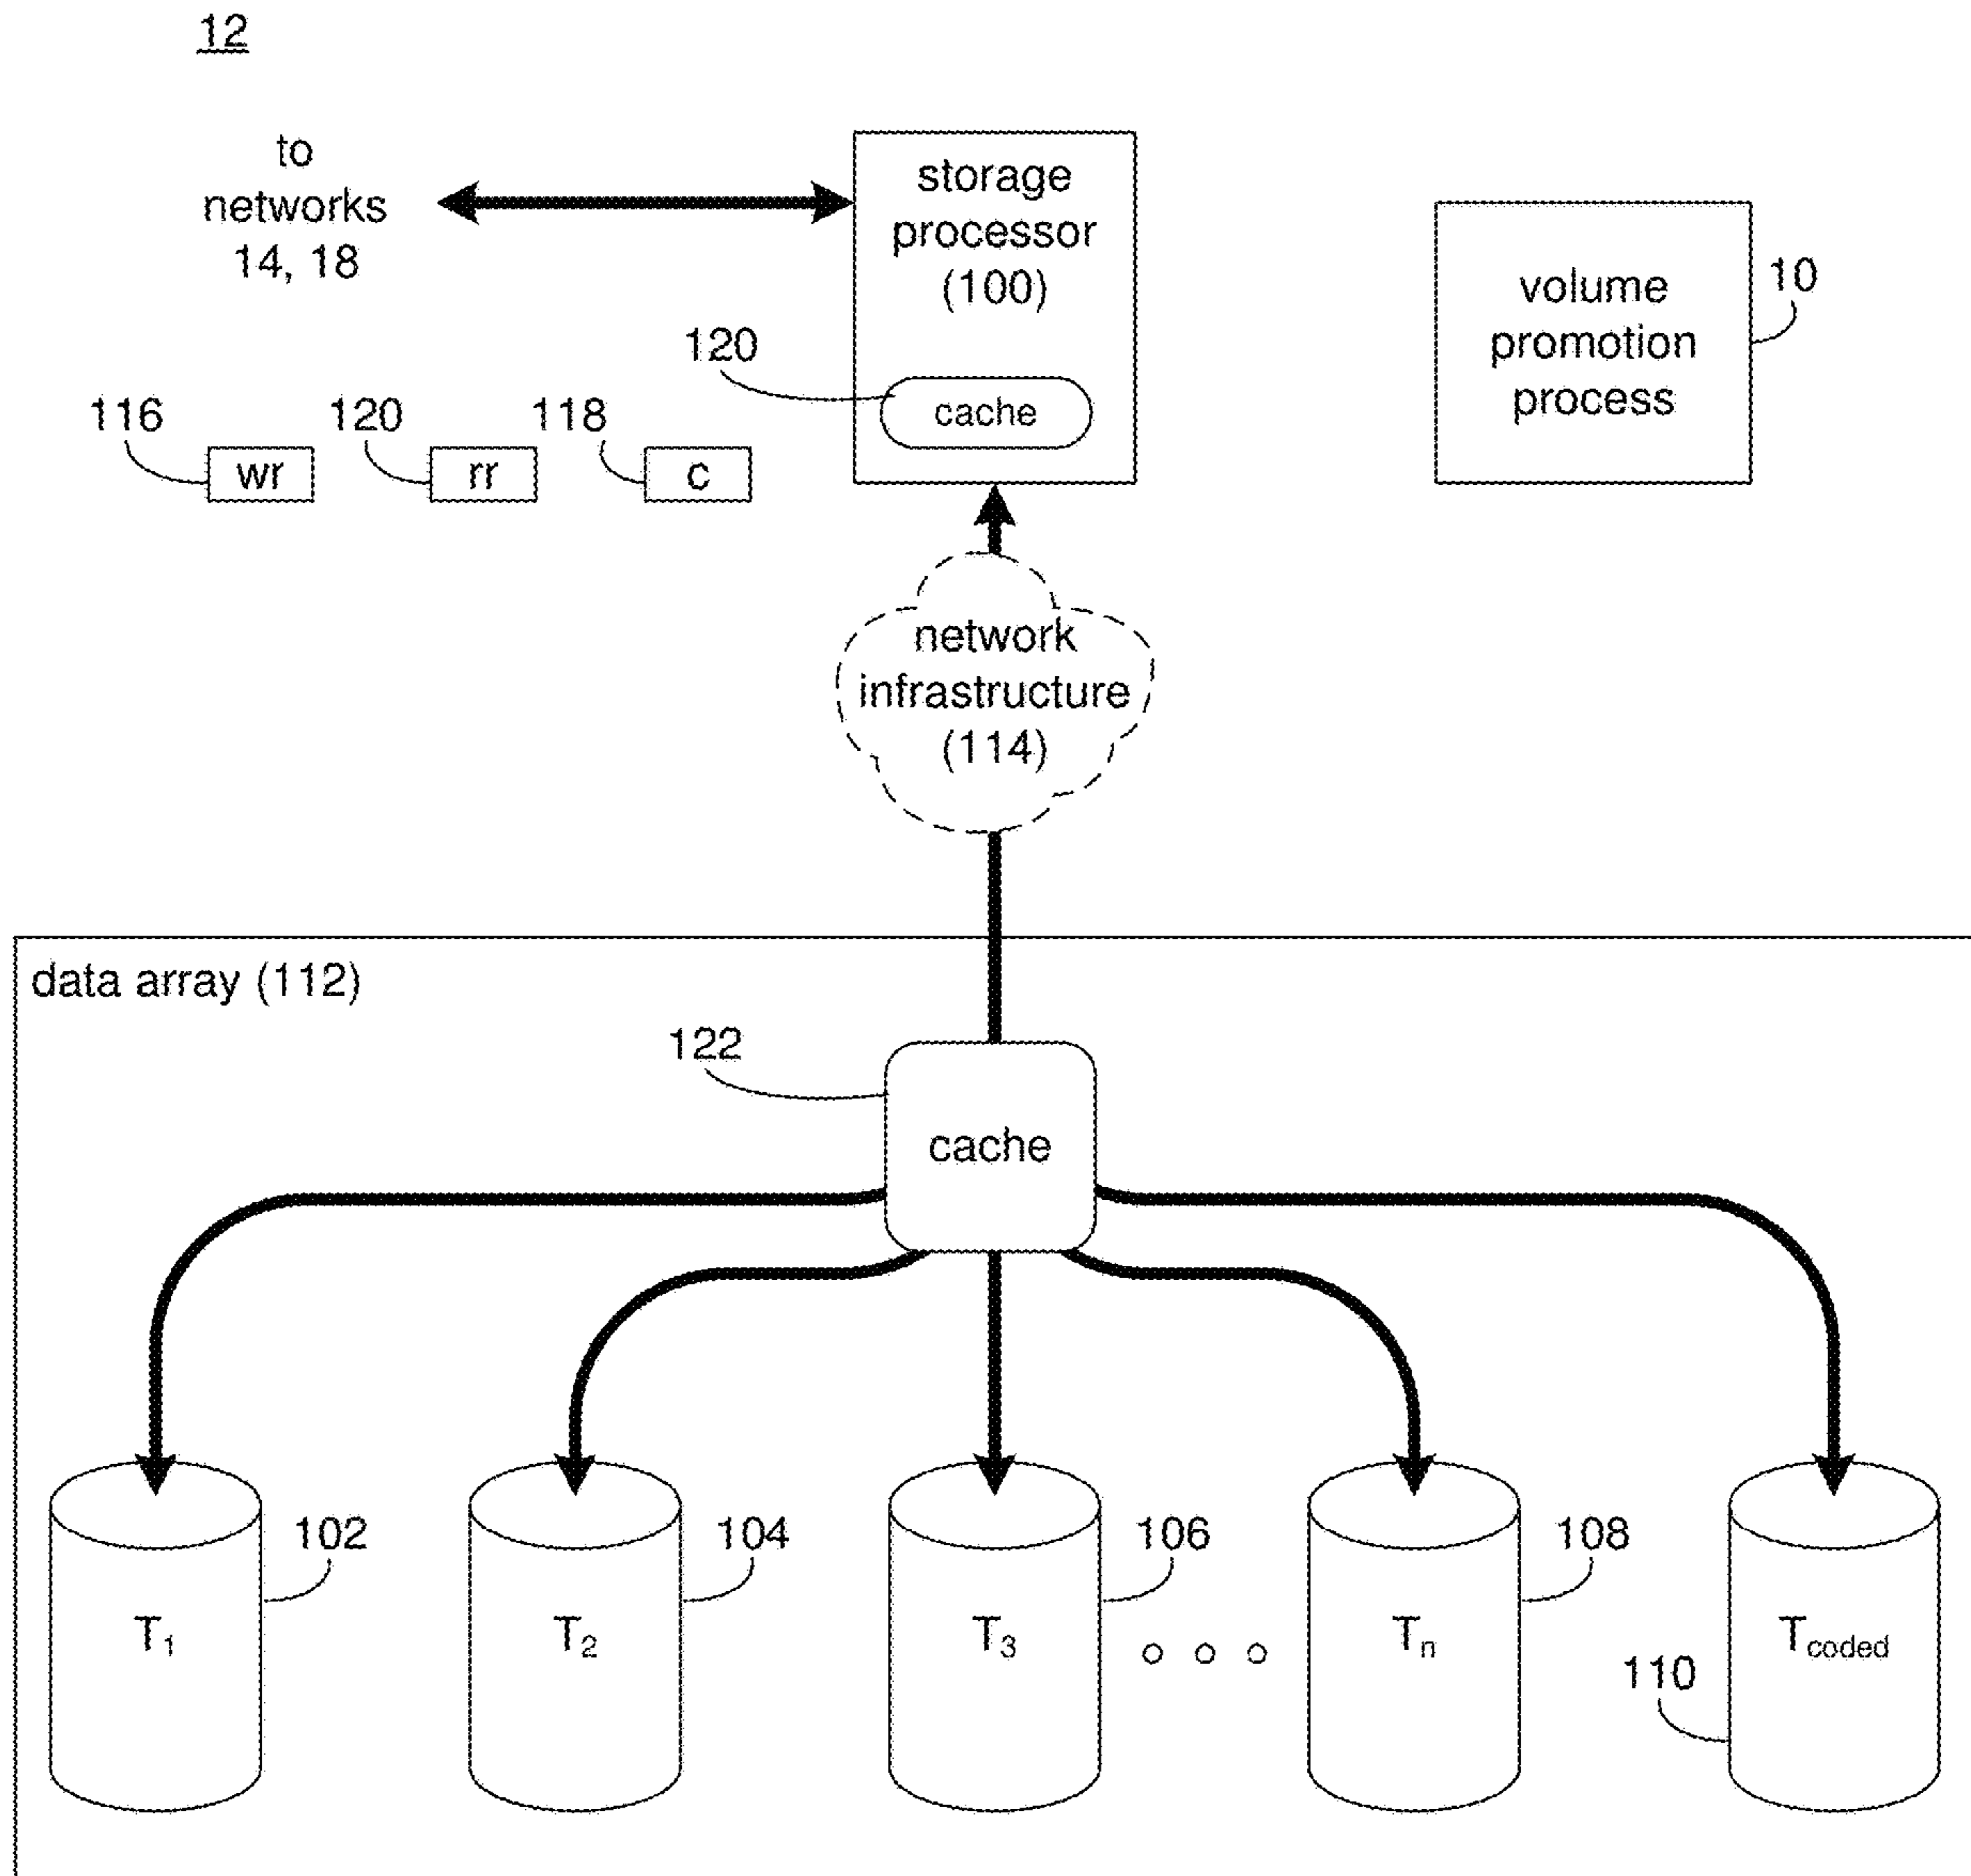 12
to
networks
14, 18
storage
processor
(100)
120
cache
volume
promotion
process
10
116
wr
120
rr
118
c
network
infrastructure
(114)
data array (112)
122
cache
102
104
106
108
T1
T2
T3
Tn
Tcoded
110